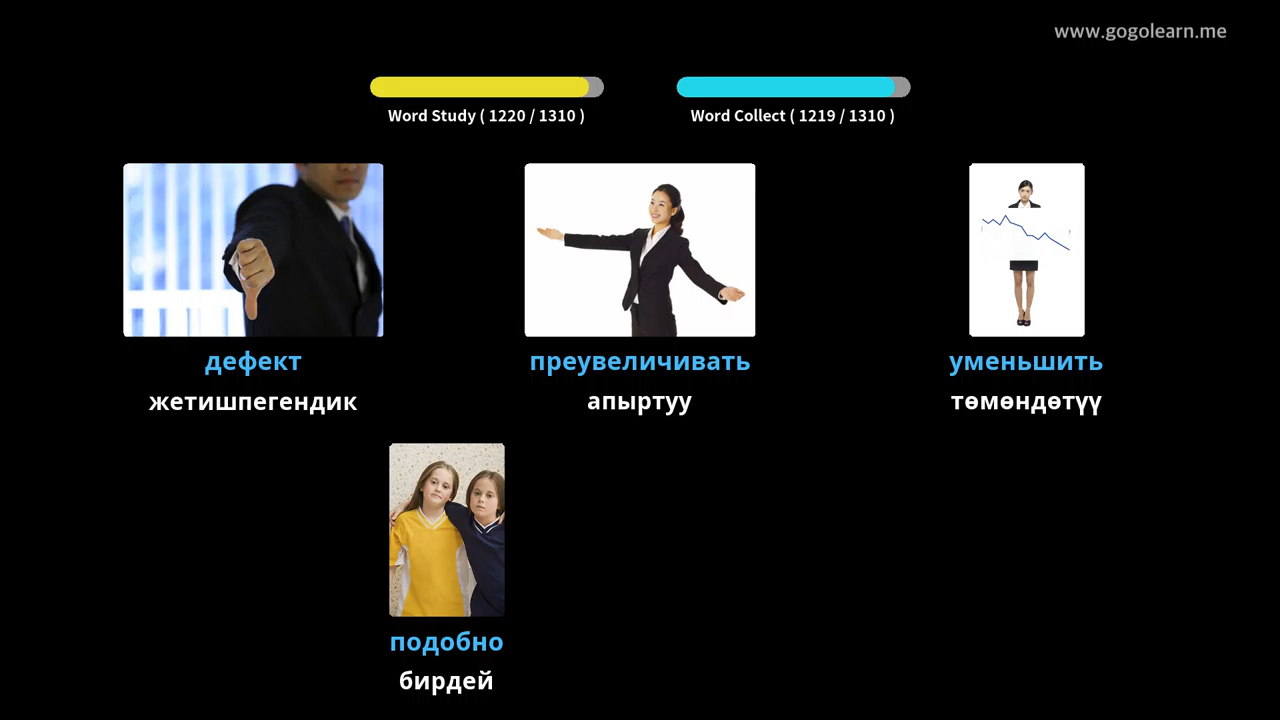 www.gogolearn.me
Word Study ( 1220 / 1310 )
Word Collect ( 1219 / 1310 )
дефект
жетишпегендик
преувеличивать
апыртуу
уменьшить
төмөндөтүү
подобно
бирдей